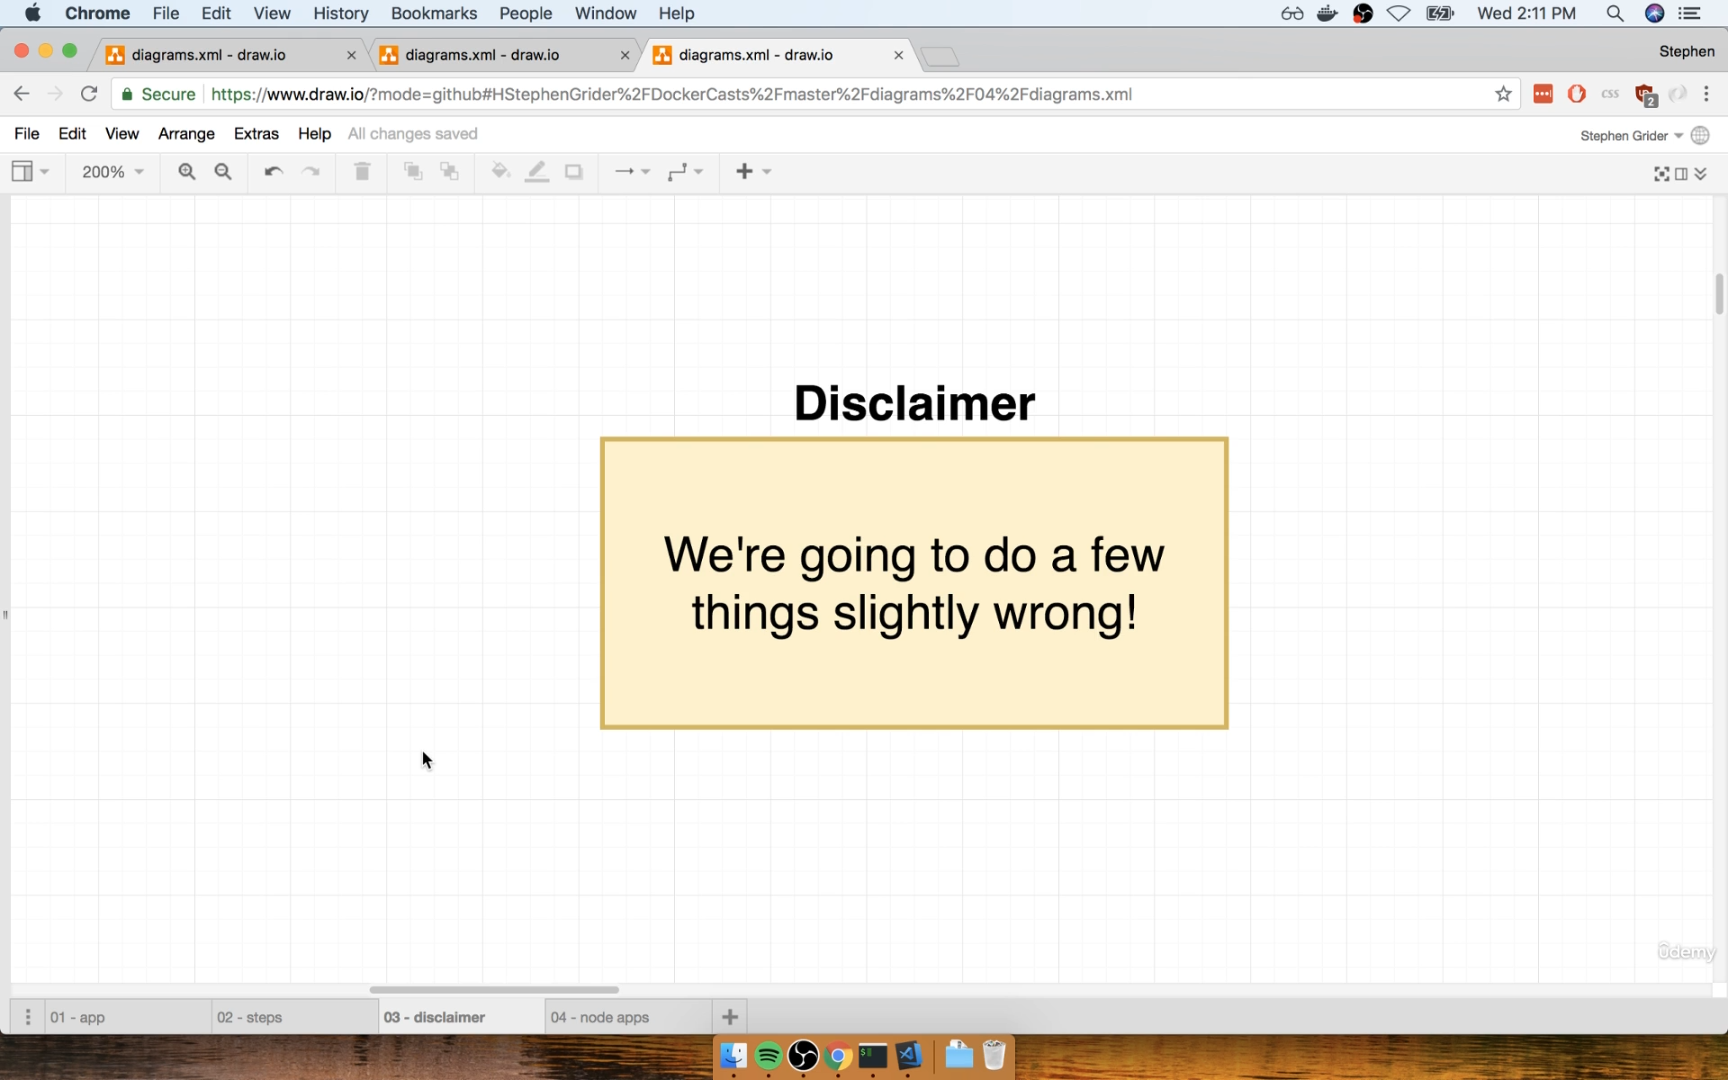 Chrome File Edit View History Bookmarks People Window Help Wed 2:11 PM
diagrams.xml - draw.io diagrams.xml - draw.io diagrams.xml - draw.io Stephen
Secure https://www.draw.io/?mode=github#HStephenGrider%2FDockerCasts%2Fmaster%2Fdiagrams%2F04%2Fdiagrams.xml CSS 2
File Edit View Arrange Extras Help All changes saved Stephen Grider
200%
Disclaimer
We're going to do a few
things slightly wrong!
ûdemy
01 - app 02 - steps 03 - disclaimer 04 - node apps